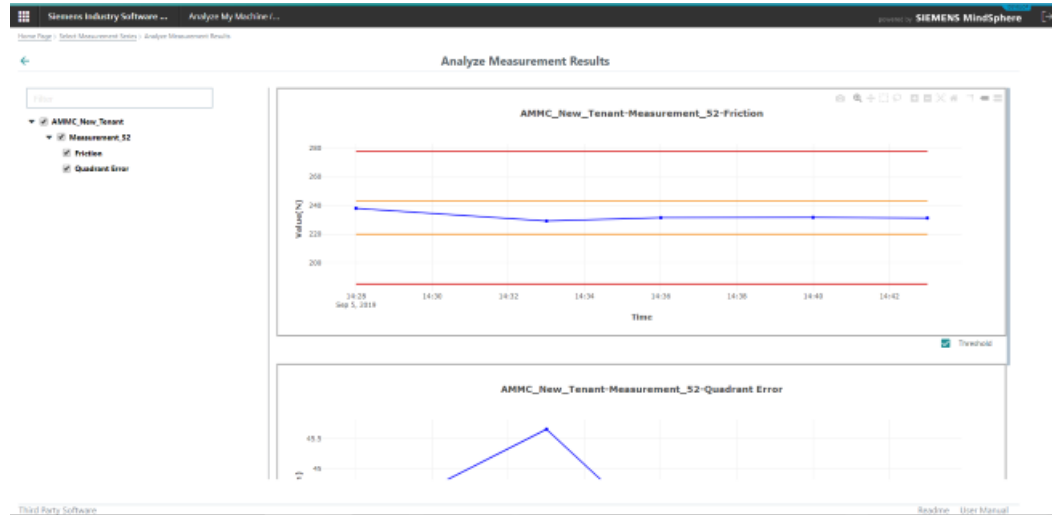 Siemens Industry Software ... Analyze My Machine /... powered by SIEMENS MindSphere
Home Page > Select Measurement Series > Analyze Measurement Results
Analyze Measurement Results
Filter
AMMC_New_Tenant
Measurement_52
Friction
Quadrant Error
AMMC_New_Tenant-Measurement_52-Friction
280
260
240
220
200
Value(N)
14:28 14:30 14:32 14:34 14:36 14:38 14:40 14:42
Sep 5, 2019
Time
Threshold
AMMC_New_Tenant-Measurement_52-Quadrant Error
45.5
45
Third Party Software Readme User Manual